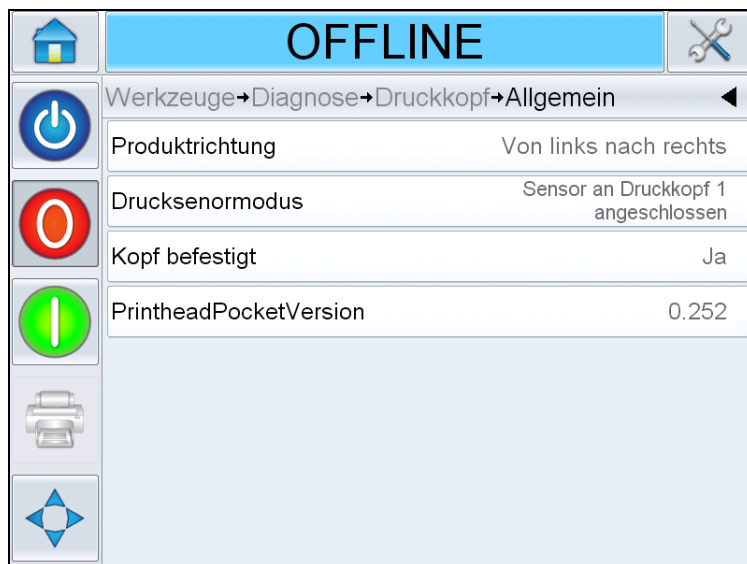 OFFLINE
Werkzeuge→Diagnose→Druckkopf→Allgemein
Produktrichtung Von links nach rechts
Drucksenormodus Sensor an Druckkopf 1
angeschlossen
Kopf befestigt Ja
PrintheadPocketVersion 0.252